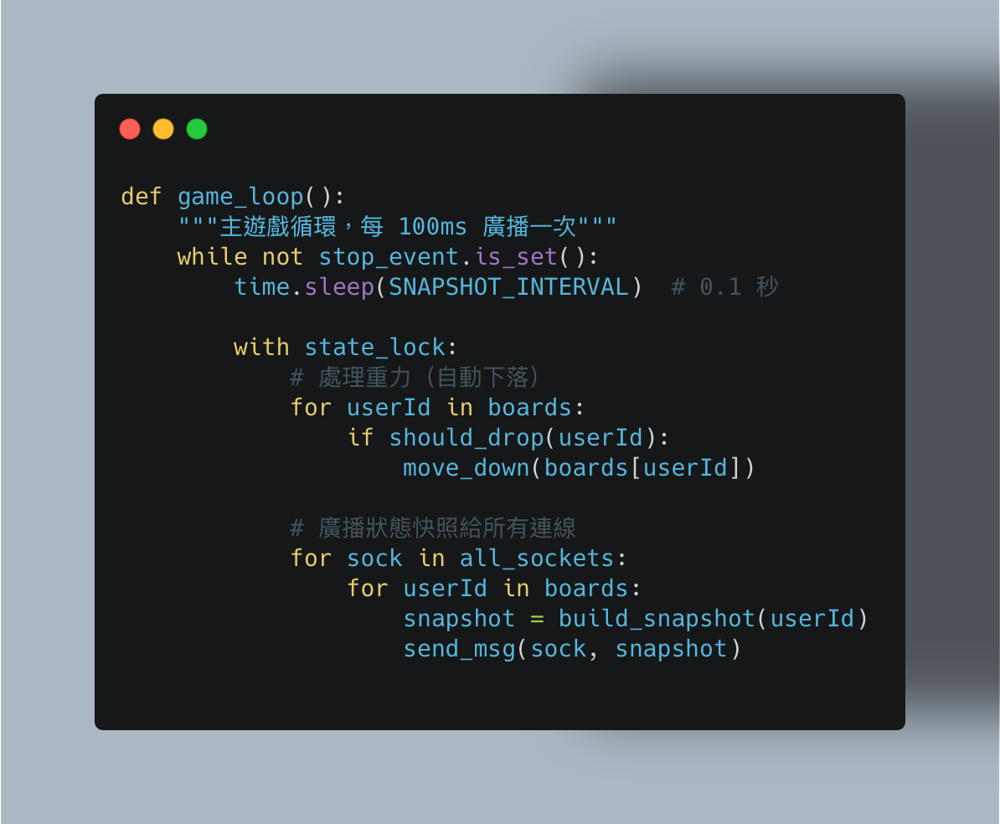 def game_loop():
    """主遊戲循環，每 100ms 廣播一次"""
    while not stop_event.is_set():
        time.sleep(SNAPSHOT_INTERVAL)  # 0.1 秒
        with state_lock:
            # 處理重力（自動下落）
            for userId in boards:
                if should_drop(userId):
                    move_down(boards[userId])
            # 廣播狀態快照給所有連線
            for sock in all_sockets:
                for userId in boards:
                    snapshot = build_snapshot(userId)
                    send_msg(sock, snapshot)